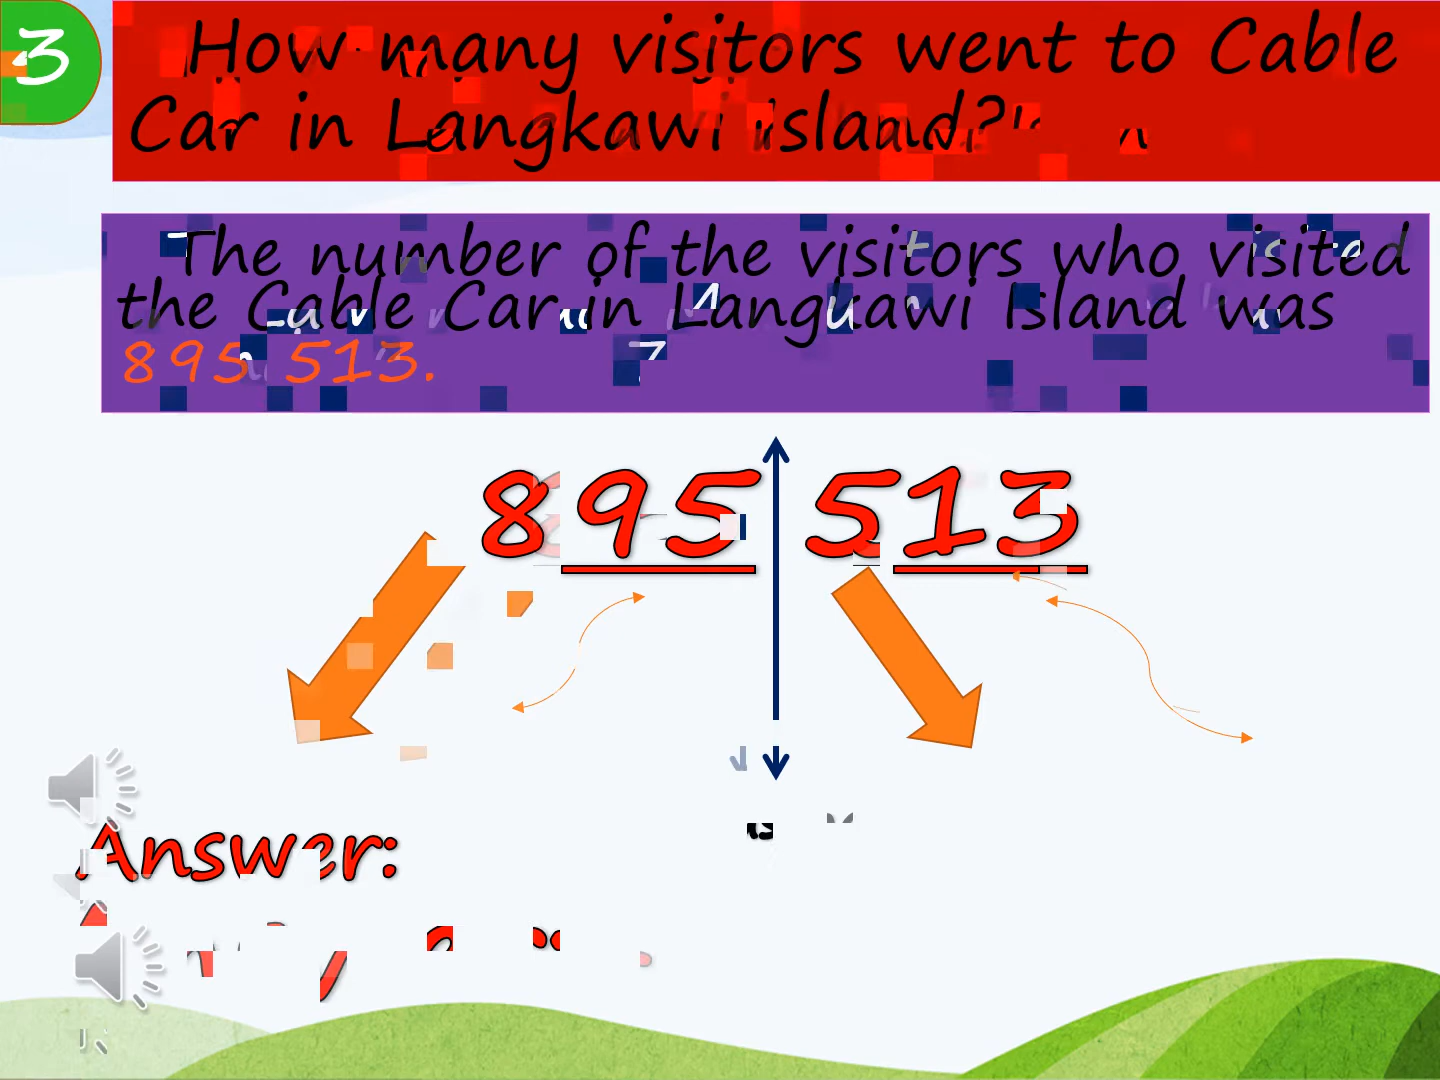 3
How many visitors went to Cable
Car in Langkawi Island?
The number of the visitors who visited
the Cable Car in Langkawi Island was
895 513.
895 513
Answer: